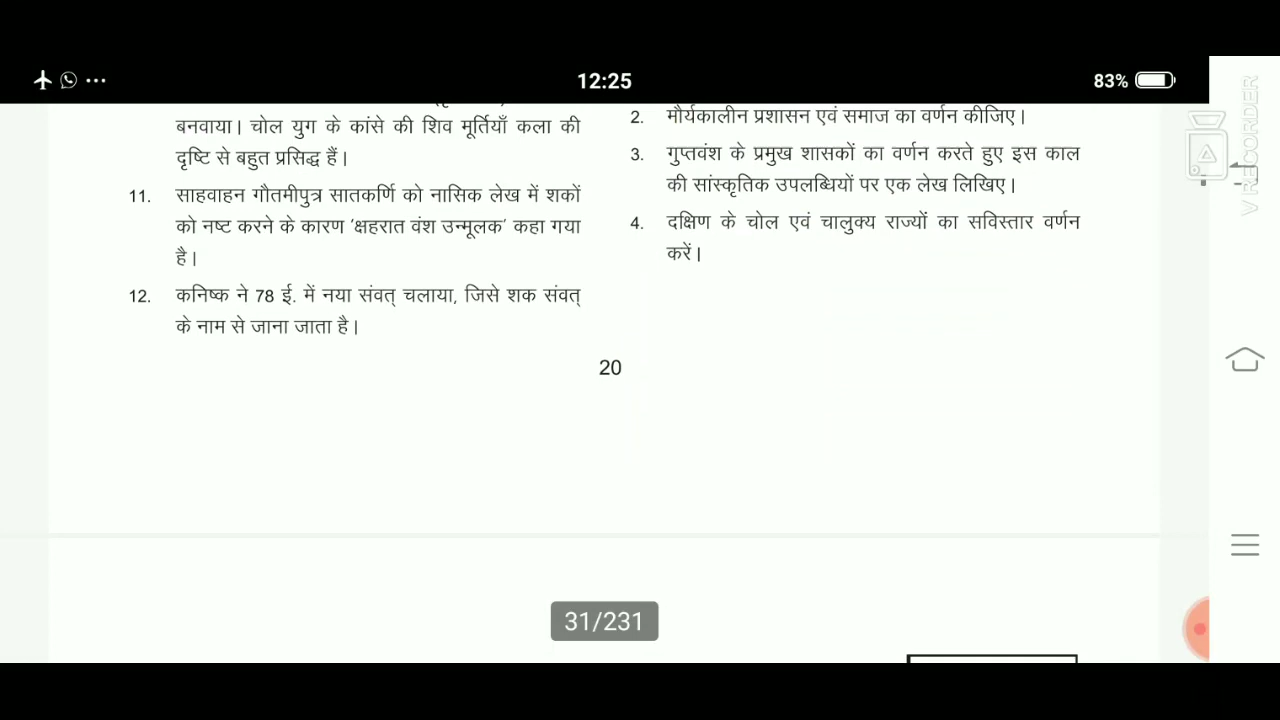 12:25
83%
बनवाया। चोल युग के कांसे की शिव मूर्तियाँ कला की
दृष्टि से बहुत प्रसिद्ध हैं।
11. साहवाहन गौतमीपुत्र सातकर्णि को नासिक लेख में शकों
को नष्ट करने के कारण 'क्षहरात वंश उन्मूलक' कहा गया
है।
12. कनिष्क ने 78 ई. में नया संवत् चलाया, जिसे शक संवत्
के नाम से जाना जाता है।
2. मौर्यकालीन प्रशासन एवं समाज का वर्णन कीजिए।
3. गुप्तवंश के प्रमुख शासकों का वर्णन करते हुए इस काल
की सांस्कृतिक उपलब्धियों पर एक लेख लिखिए।
4. दक्षिण के चोल एवं चालुक्य राज्यों का सविस्तार वर्णन
करें।
20
31/231
V RECORDER